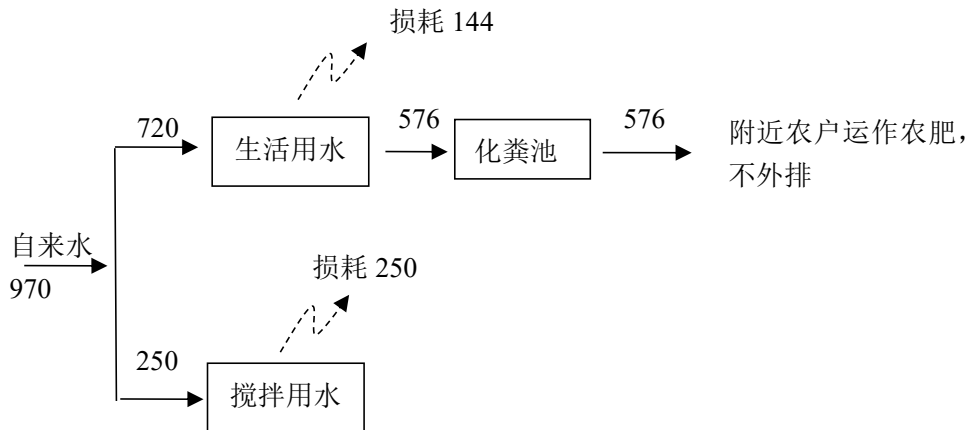 损耗 144
720
生活用水
576
化粪池
576
附近农户运作农肥，
不外排
自来水
970
损耗 250
250
搅拌用水